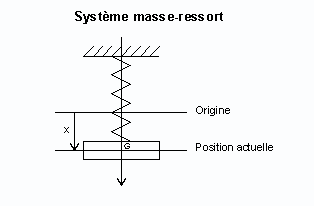 Système masse-ressort
Origine
x
G
Position actuelle